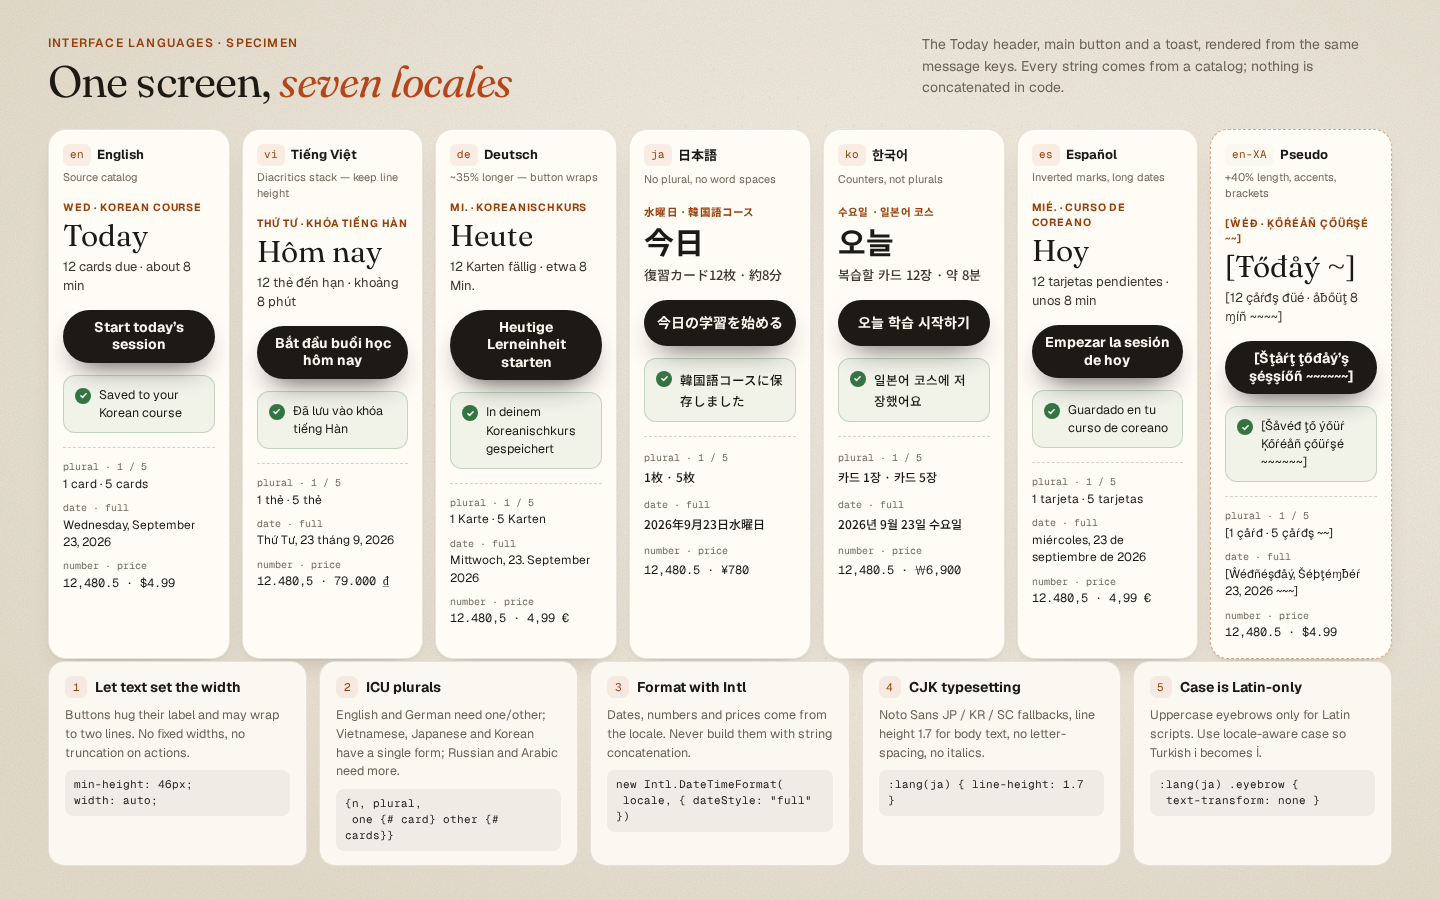 INTERFACE LANGUAGES · SPECIMEN
One screen, seven locales
The Today header, main button and a toast, rendered from the same
message keys. Every string comes from a catalog; nothing is
concatenated in code.
en English
Source catalog
WED · KOREAN COURSE
Today
12 cards due · about 8
min
Start today's
session
Saved to your
Korean course
plural · 1 / 5
1 card · 5 cards
date · full
Wednesday, September
23, 2026
number · price
12,480.5 · $4.99
vi Tiếng Việt
Diacritics stack — keep line
height
THỨ TƯ · KHÓA TIẾNG HÀN
Hôm nay
12 thẻ đến hạn · khoảng
8 phút
Bắt đầu buổi học
hôm nay
Đã lưu vào khóa
tiếng Hàn
plural · 1 / 5
1 thẻ · 5 thẻ
date · full
Thứ Tư, 23 tháng 9, 2026
number · price
12.480,5 · 79.000 ₫
de Deutsch
~35% longer — button wraps
MI. · KOREANISCHKURS
Heute
12 Karten fällig · etwa 8
Min.
Heutige
Lerneinheit
starten
In deinem
Koreanischkurs
gespeichert
plural · 1 / 5
1 Karte · 5 Karten
date · full
Mittwoch, 23. September
2026
number · price
12.480,5 · 4,99 €
ja 日本語
No plural, no word spaces
水曜日 · 韓国語コース
今日
復習カード12枚 · 約8分
今日の学習を始める
韓国語コースに保
存しました
plural · 1 / 5
1枚 · 5枚
date · full
2026年9月23日水曜日
number · price
12,480.5 · ¥780
ko 한국어
Counters, not plurals
수요일 · 일본어 코스
오늘
복습할 카드 12장 · 약 8분
오늘 학습 시작하기
일본어 코스에 저
장했어요
plural · 1 / 5
카드 1장 · 카드 5장
date · full
2026년 9월 23일 수요일
number · price
12,480.5 · ₩6,900
es Español
Inverted marks, long dates
MIÉ. · CURSO DE
COREANO
Hoy
12 tarjetas pendientes ·
unos 8 min
Empezar la sesión
de hoy
Guardado en tu
curso de coreano
plural · 1 / 5
1 tarjeta · 5 tarjetas
date · full
miércoles, 23 de
septiembre de 2026
number · price
12.480,5 · 4,99 €
en-XA Pseudo
+40% length, accents,
brackets
[ŴÉĐ · ĶŐŔÉÅÑ ÇŐŰŔŞÉ
~~]
[Ŧőđåý ~]
[12 çåŕđş đüé · åƀőüţ 8
ɱíñ ~~~~]
[Šţåŕţ ţőđåý'ş
şéşşíőñ ~~~~~~]
[Šåvéđ ţő ýőüŕ
Ķőŕéåñ çőüŕşé
~~~~~~]
plural · 1 / 5
[1 çåŕđ · 5 çåŕđş ~~]
date · full
[Ŵéđñéşđåý, Šéþţéɱƀéŕ
23, 2026 ~~~]
number · price
12,480.5 · $4.99
1 Let text set the width
Buttons hug their label and may wrap
to two lines. No fixed widths, no
truncation on actions.
min-height: 46px;
width: auto;
2 ICU plurals
English and German need one/other;
Vietnamese, Japanese and Korean
have a single form; Russian and Arabic
need more.
{n, plural,
one {# card} other {#
cards}}
3 Format with Intl
Dates, numbers and prices come from
the locale. Never build them with string
concatenation.
new Intl.DateTimeFormat(
locale, { dateStyle: "full"
})
4 CJK typesetting
Noto Sans JP / KR / SC fallbacks, line
height 1.7 for body text, no letter-
spacing, no italics.
:lang(ja) { line-height: 1.7
}
5 Case is Latin-only
Uppercase eyebrows only for Latin
scripts. Use locale-aware case so
Turkish i becomes İ.
:lang(ja) .eyebrow {
text-transform: none }